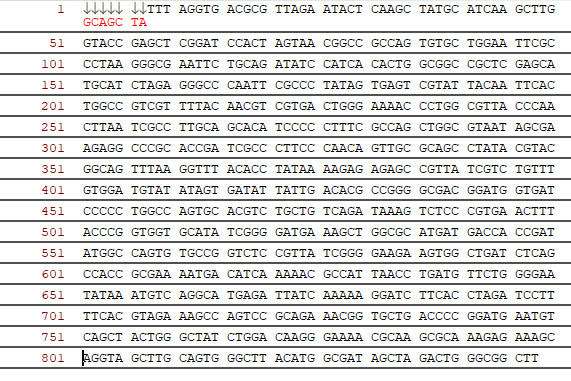 1 ↓↓↓↓↓ ↓↓TTT AGGTG ACGCG TTAGA ATACT CAAGC TATGC ATCAA GCTTG
GCAGC TA
51 GTACC GAGCT CGGAT CCACT AGTAA CGGCC GCCAG TGTGC TGGAA TTCGC
101 CCTAA GGGCG AATTC TGCAG ATATC CATCA CACTG GCGGC CGCTC GAGCA
151 TGCAT CTAGA GGGCC CAATT CGCCC TATAG TGAGT CGTAT TACAA TTCAC
201 TGGCC GTCGT TTTAC AACGT CGTGA CTGGG AAAAC CCTGG CGTTA CCCAA
251 CTTAA TCGCC TTGCA GCACA TCCCC CTTTC GCCAG CTGGC GTAAT AGCGA
301 AGAGG CCCGC ACCGA TCGCC CTTCC CAACA GTTGC GCAGC CTATA CGTAC
351 GGCAG TTTAA GGTTT ACACC TATAA AAGAG AGAGC CGTTA TCGTC TGTTT
401 GTGGA TGTAT ATAGT GATAT TATTG ACACG CCGGG GCGAC GGATG GTGAT
451 CCCCC TGGCC AGTGC ACGTC TGCTG TCAGA TAAAG TCTCC CGTGA ACTTT
501 ACCCG GTGGT GCATA TCGGG GATGA AAGCT GGCGC ATGAT GACCA CCGAT
551 ATGGC CAGTG TGCCG GTCTC CGTTA TCGGG GAAGA AGTGG CTGAT CTCAG
601 CCACC GCGAA AATGA CATCA AAAAC GCCAT TAACC TGATG TTCTG GGGAA
651 TATAA ATGTC AGGCA TGAGA TTATC AAAAA GGATC TTCAC CTAGA TCCTT
701 TTCAC GTAGA AAGCC AGTCC GCAGA AACGG TGCTG ACCCC GGATG AATGT
751 CAGCT ACTGG GCTAT CTGGA CAAGG GAAAA CGCAA GCGCA AAGAG AAAGC
801 AGGTA GCTTG CAGTG GGCTT ACATG GCGAT AGCTA GACTG GGCGG CTT